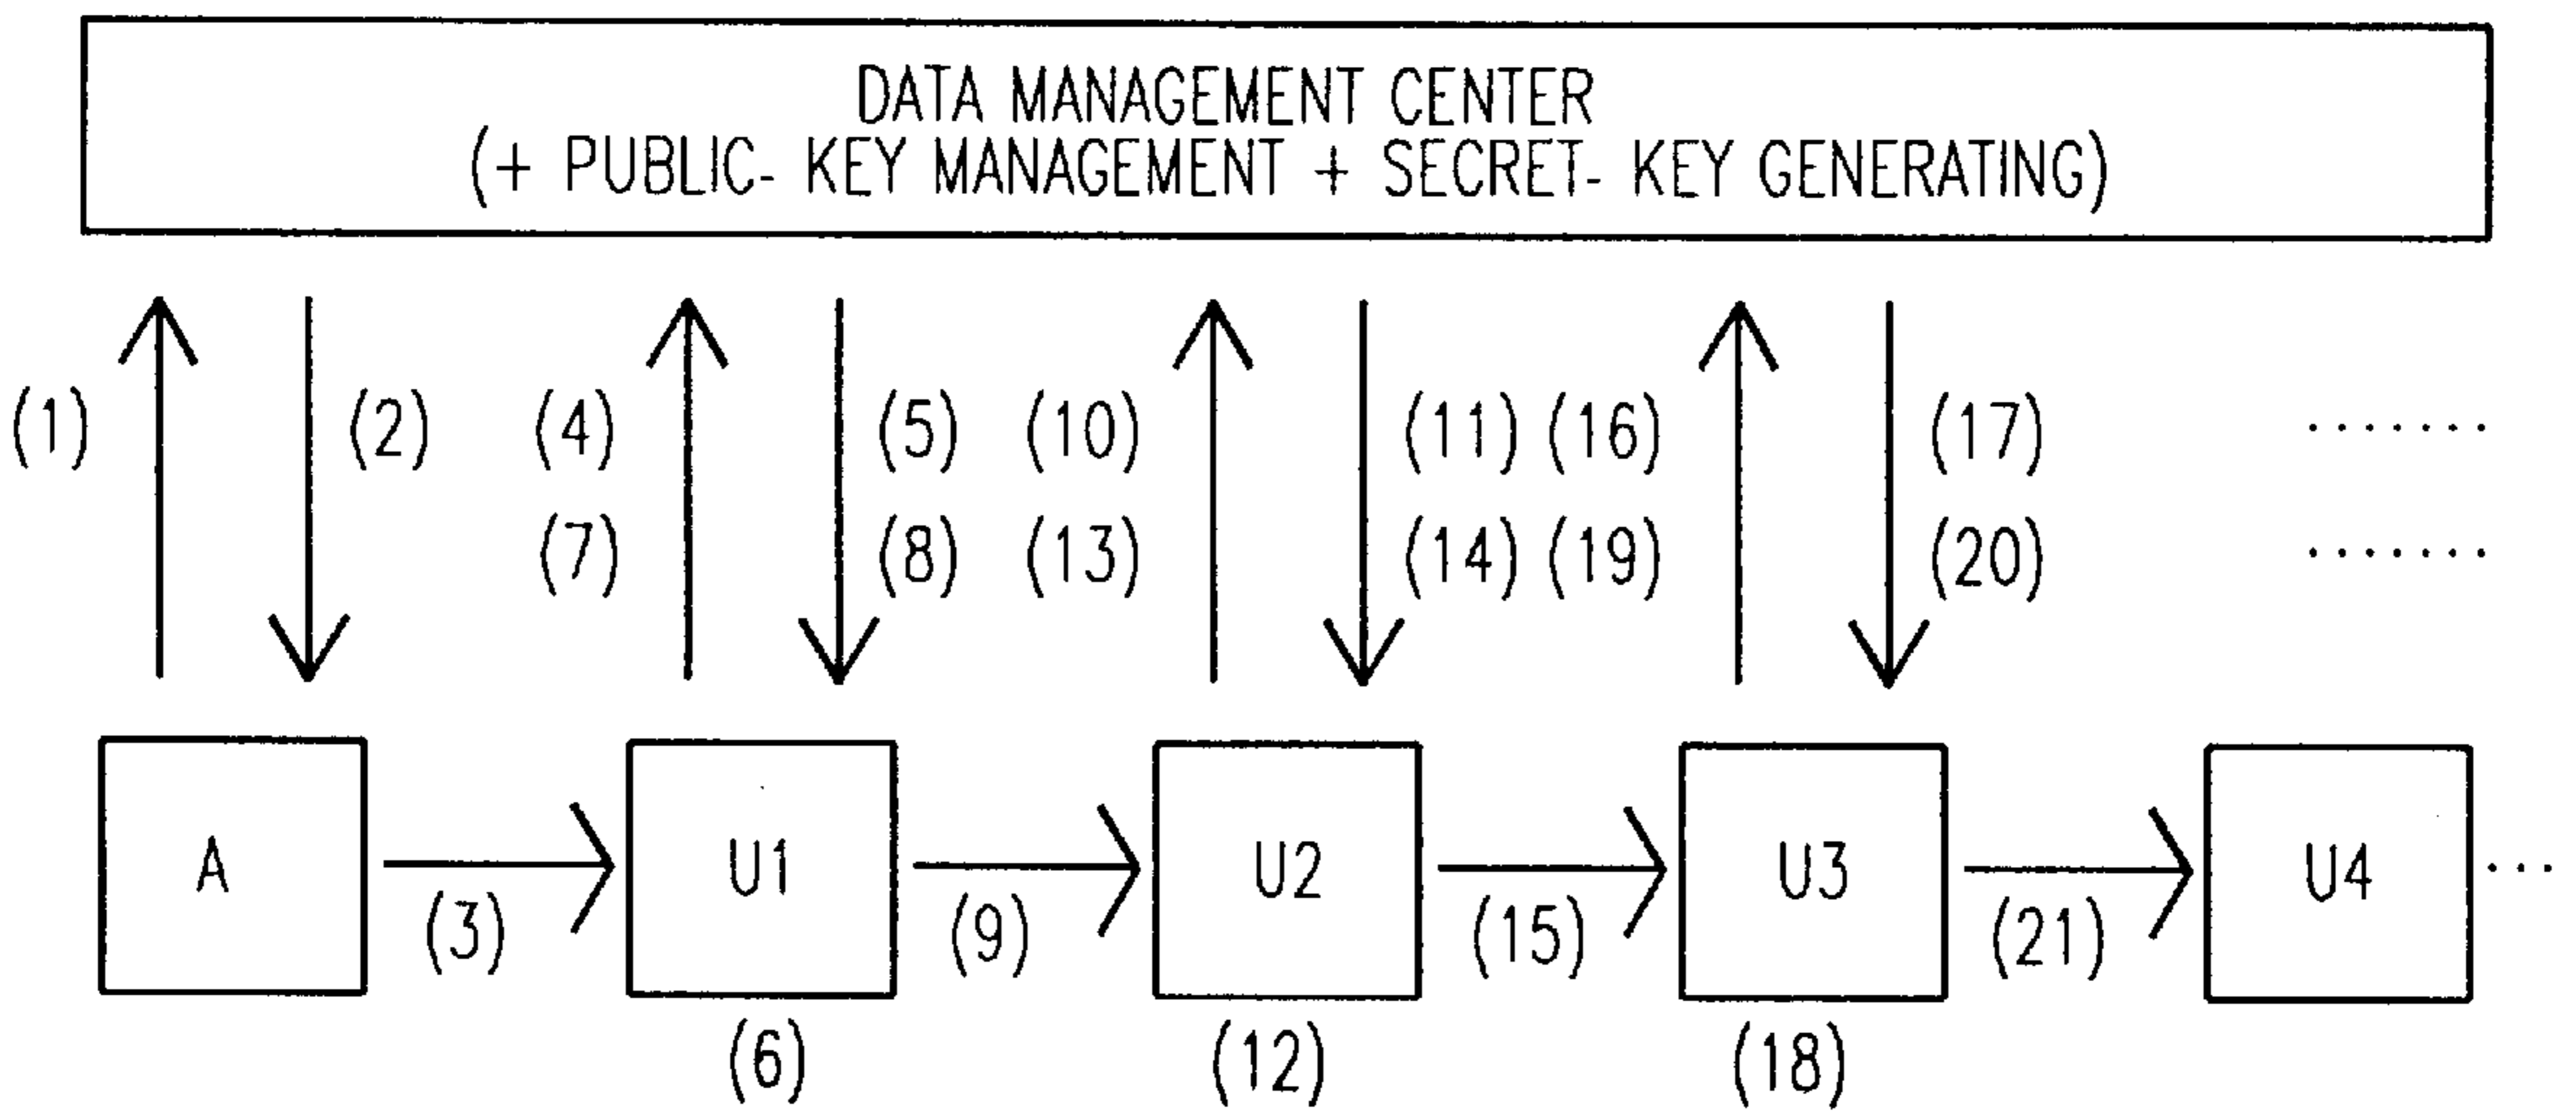 DATA MANAGEMENT CENTER
(+ PUBLIC- KEY MANAGEMENT + SECRET- KEY GENERATING)
(1) (2) (4) (5) (10) (11) (16) (17) .......
(7) (8) (13) (14) (19) (20) .......
A U1 U2 U3 U4 ...
(3) (9) (15) (21)
(6) (12) (18)